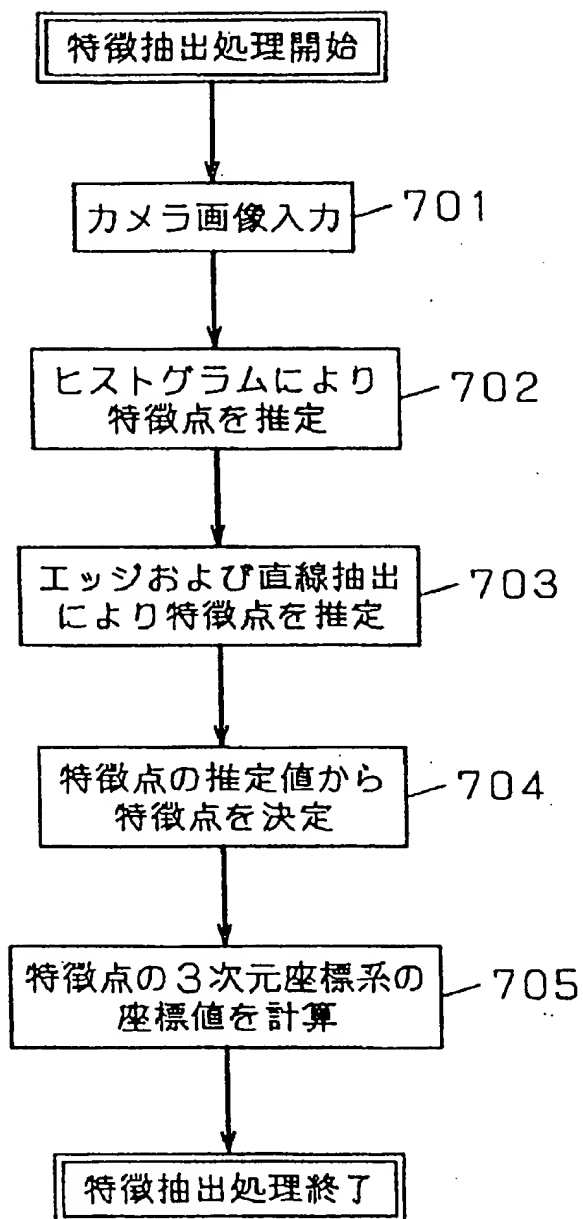 特徴抽出処理開始
カメラ画像入力
701
ヒストグラムにより
特徴点を推定
702
エッジおよび直線抽出
により特徴点を推定
703
特徴点の推定値から
特徴点を決定
704
特徴点の3次元座標系の
座標値を計算
705
特徴抽出処理終了